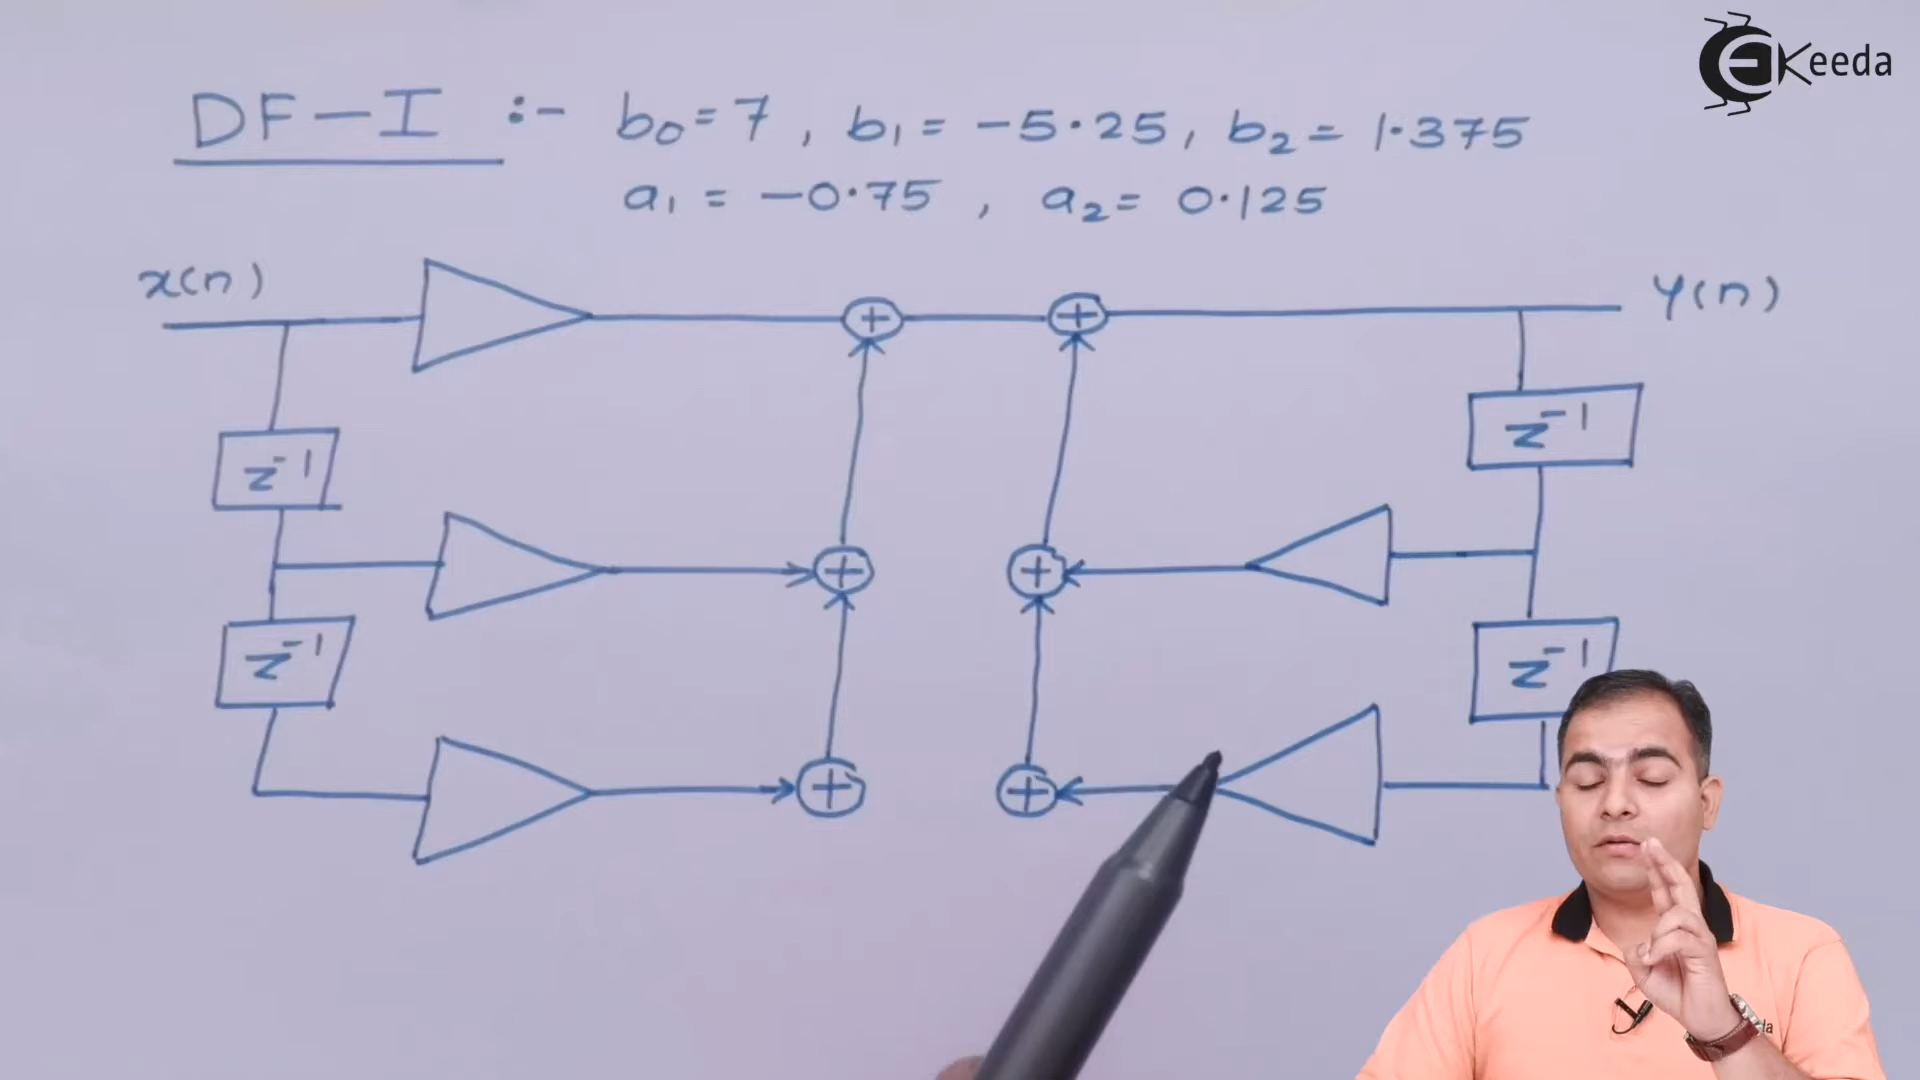 EKeeda
DF-I :- b₀ = 7 , b₁ = -5.25, b₂ = 1.375
a₁ = -0.75 , a₂ = 0.125
x(n)
y(n)
z⁻¹
z⁻¹
z⁻¹
z⁻¹